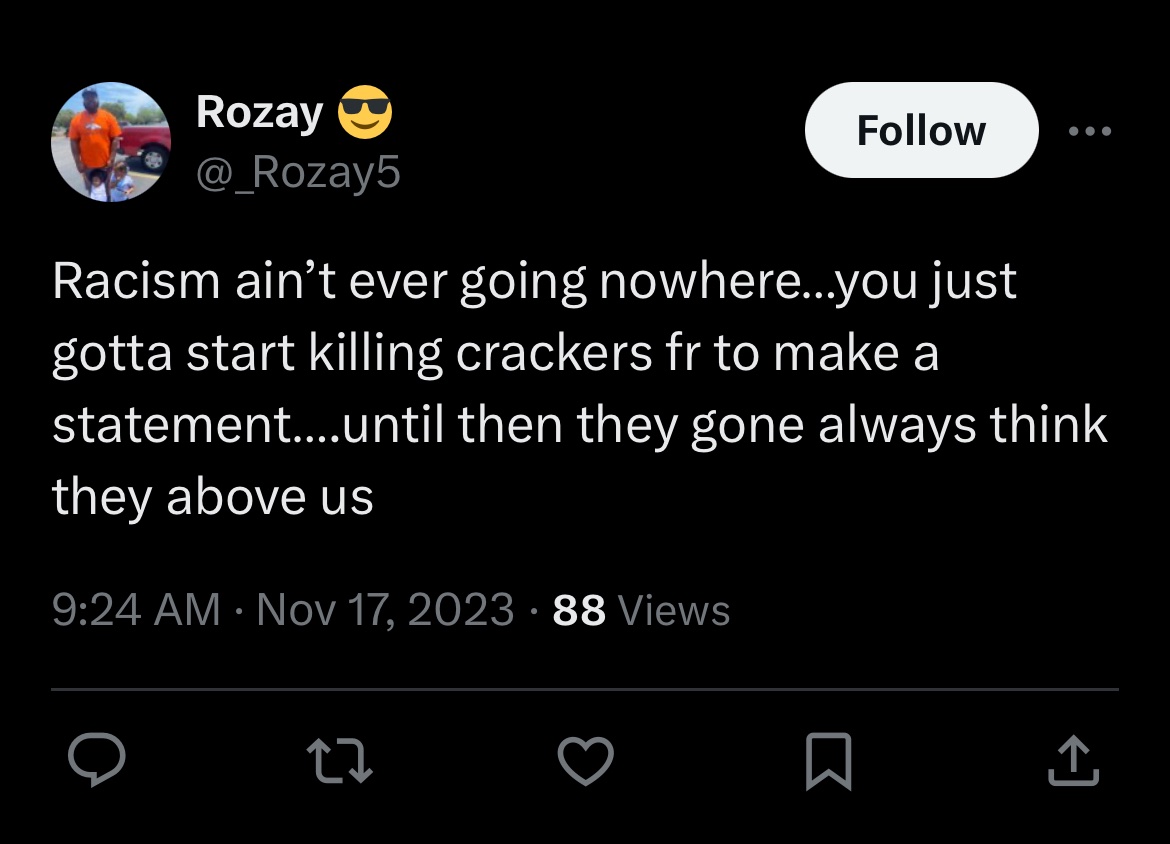 Rozay 😎
@_Rozay5
Follow
Racism ain’t ever going nowhere...you just
gotta start killing crackers fr to make a
statement....until then they gone always think
they above us
9:24 AM · Nov 17, 2023 · 88 Views